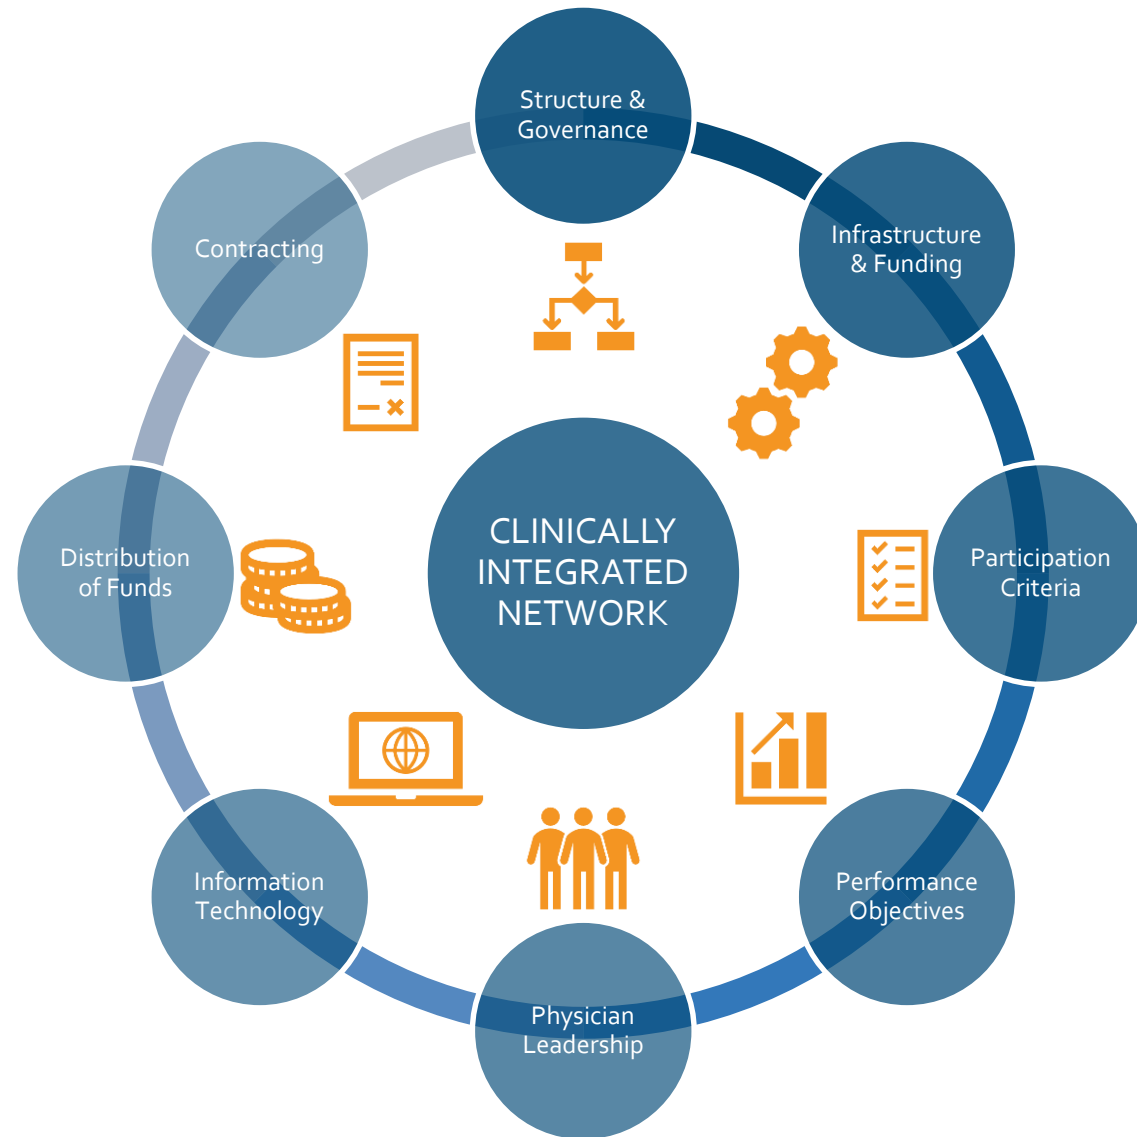 Structure &
Governance
Infrastructure
& Funding
Participation
Criteria
Performance
Objectives
Physician
Leadership
Information
Technology
Distribution
of Funds
Contracting
CLINICALLY
INTEGRATED
NETWORK